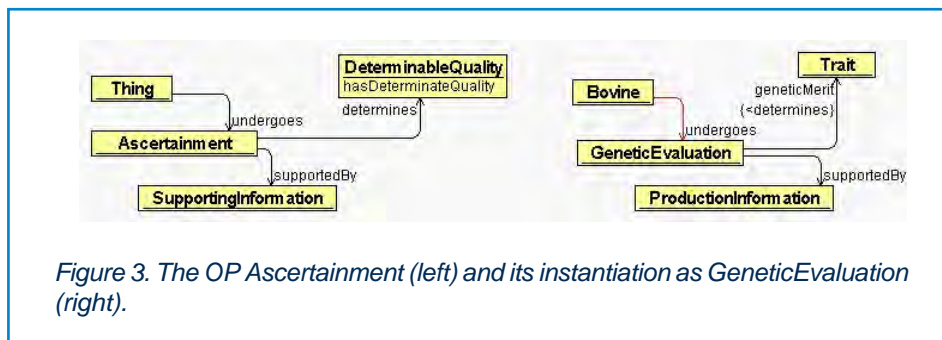 Thing
undergoes
Ascertainment
determines
DeterminableQuality
hasDeterminateQuality
supportedBy
SupportingInformation
Bovine
undergoes
GeneticEvaluation
geneticMerit
{<determines}
Trait
supportedBy
ProductionInformation
Figure 3. The OP Ascertainment (left) and its instantiation as GeneticEvaluation
(right).